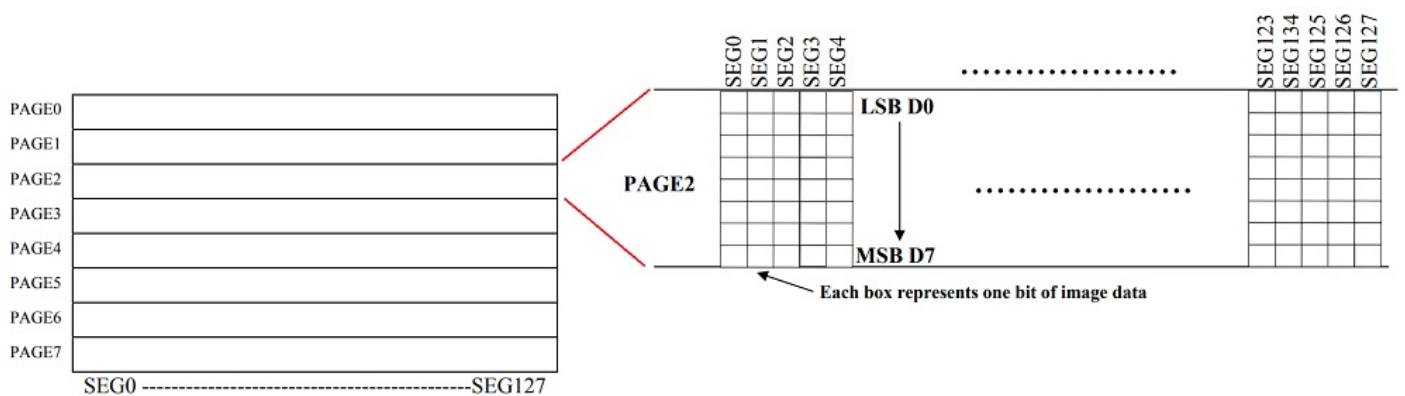 PAGE0
PAGE1
PAGE2
PAGE3
PAGE4
PAGE5
PAGE6
PAGE7
SEG0 --------------------------------------------SEG127
SEG0
SEG1
SEG2
SEG3
SEG4
SEG123
SEG134
SEG125
SEG126
SEG127
LSB D0
PAGE2
MSB D7
Each box represents one bit of image data